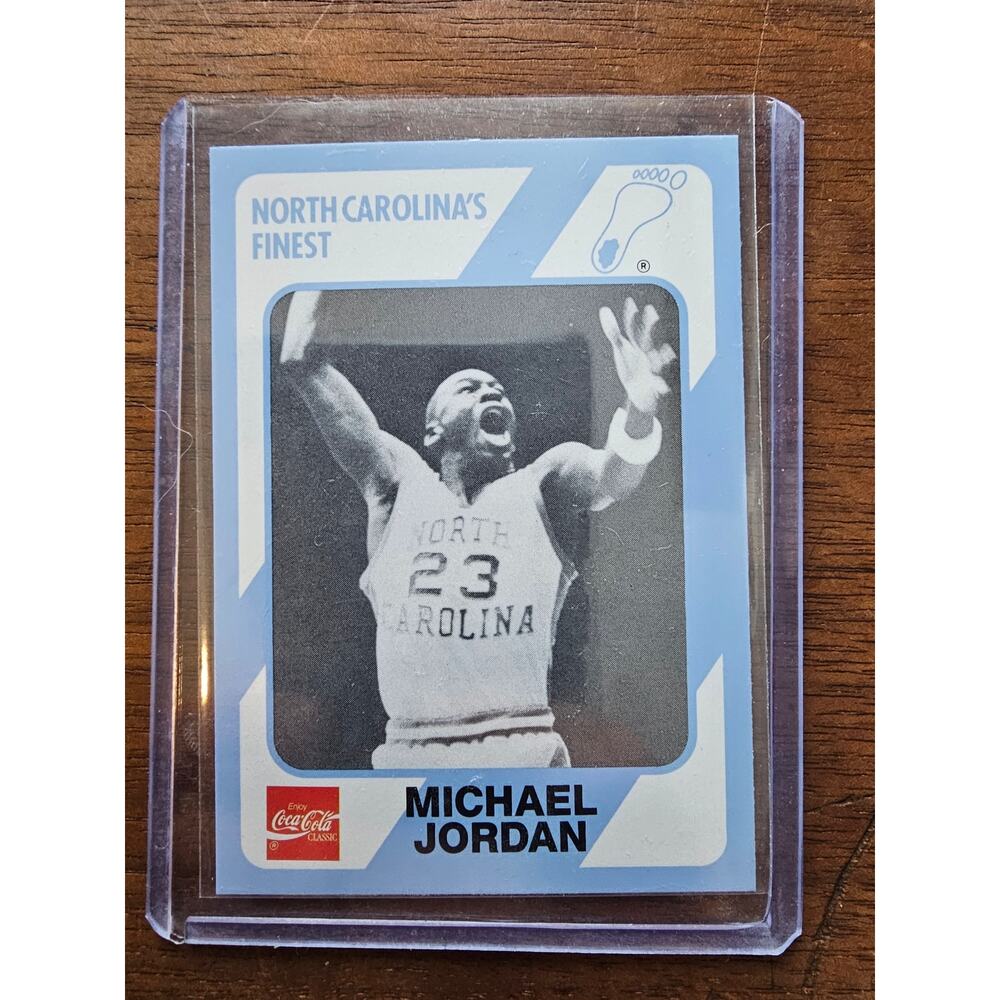 NORTH CAROLINA'S
FINEST
®
NORTH
23
CAROLINA
Enjoy
Coca-Cola
CLASSIC
®
MICHAEL
JORDAN